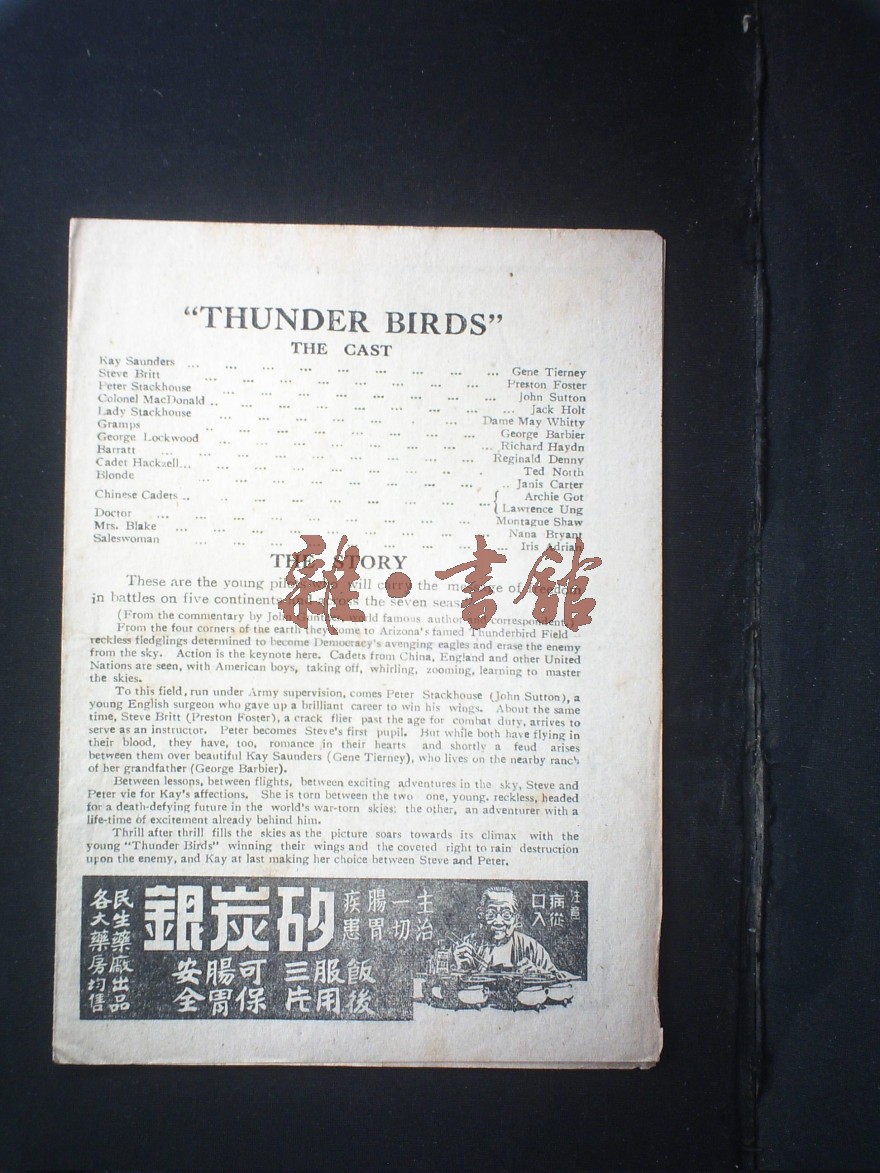 “THUNDER BIRDS”
THE CAST
Kay Saunders ... ... ... ... ... ... ... ... ... Gene Tierney
Steve Britt ... ... ... ... ... ... ... ... Preston Foster
Peter Stackhouse ... ... ... ... ... ... ... John Sutton
Colonel MacDonald .. ... ... ... ... ... ... ... Jack Holt
Lady Stackhouse ... ... ... ... ... ... Dame May Whitty
Gramps ... ... ... ... ... ... ... George Barbier
George Lockwood ... ... ... ... ... ... ... Richard Haydn
Barratt ... ... ... ... ... ... ... ... Reginald Denny
Cadet Hackzell... ... ... ... ... ... ... ... Ted North
Blonde ... ... ... ... ... ... ... .. Janis Carter
Chinese Cadets .. ... ... ... ... ... ... ... { Archie Got
{ Lawrence Ung
Doctor ... ... ... ... ... ... ... Montague Shaw
Mrs. Blake ... ... ... ... ... ... ... Nana Bryant
Saleswoman ... ... ... ... ... ... ... Iris Adrian
雜·書館
THE STORY
These are the young pilots who will carry the message of freedom
in battles on five continents and across the seven seas
(From the commentary by John Gunther, world famous author and correspondent.)
From the four corners of the earth they come to Arizona's famed Thunderbird Field
reckless fledglings determined to become Democracy's avenging eagles and erase the enemy
from the sky. Action is the keynote here. Cadets from China, England and other United
Nations are seen, with American boys, taking off, whirling, zooming, learning to master
the skies.
To this field, run under Army supervision, comes Peter Stackhouse (John Sutton), a
young English surgeon who gave up a brilliant career to win his wings. About the same
time, Steve Britt (Preston Foster), a crack flier past the age for combat duty, arrives to
serve as an instructor. Peter becomes Steve's first pupil. But while both have flying in
their blood, they have, too, romance in their hearts and shortly a feud arises
between them over beautiful Kay Saunders (Gene Tierney), who lives on the nearby ranch
of her grandfather (George Barbier).
Between lessops, between flights, between exciting adventures in the sky, Steve and
Peter vie for Kay's affections. She is torn between the two one, young, reckless, headed
for a death-defying future in the world's war-torn skies; the other, an adventurer with a
life-time of excitement already behind him.
Thrill after thrill fills the skies as the picture soars towards its climax with the
young "Thunder Birds" winning their wings and the coveted right to rain destruction
upon the enemy, and Kay at last making her choice between Steve and Peter.
注意
病從
口入
主治
一切
腸胃
疾患
矽炭銀
飯後
服用
三片
可保
腸胃
安全
民生藥廠出品
各大藥房均售